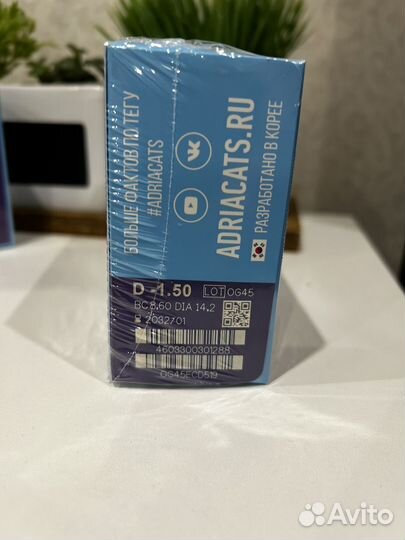 БОЛЬШЕ ФАКТОВ ПО ТЕГУ
#ADRIACATS
ADRIACATS.RU
РАЗРАБОТАНО В КОРЕЕ
D -1.50 LOT OG45
BC 8.60 DIA 14.2
2032/01
4603300301288
OG45ECD519
Avito